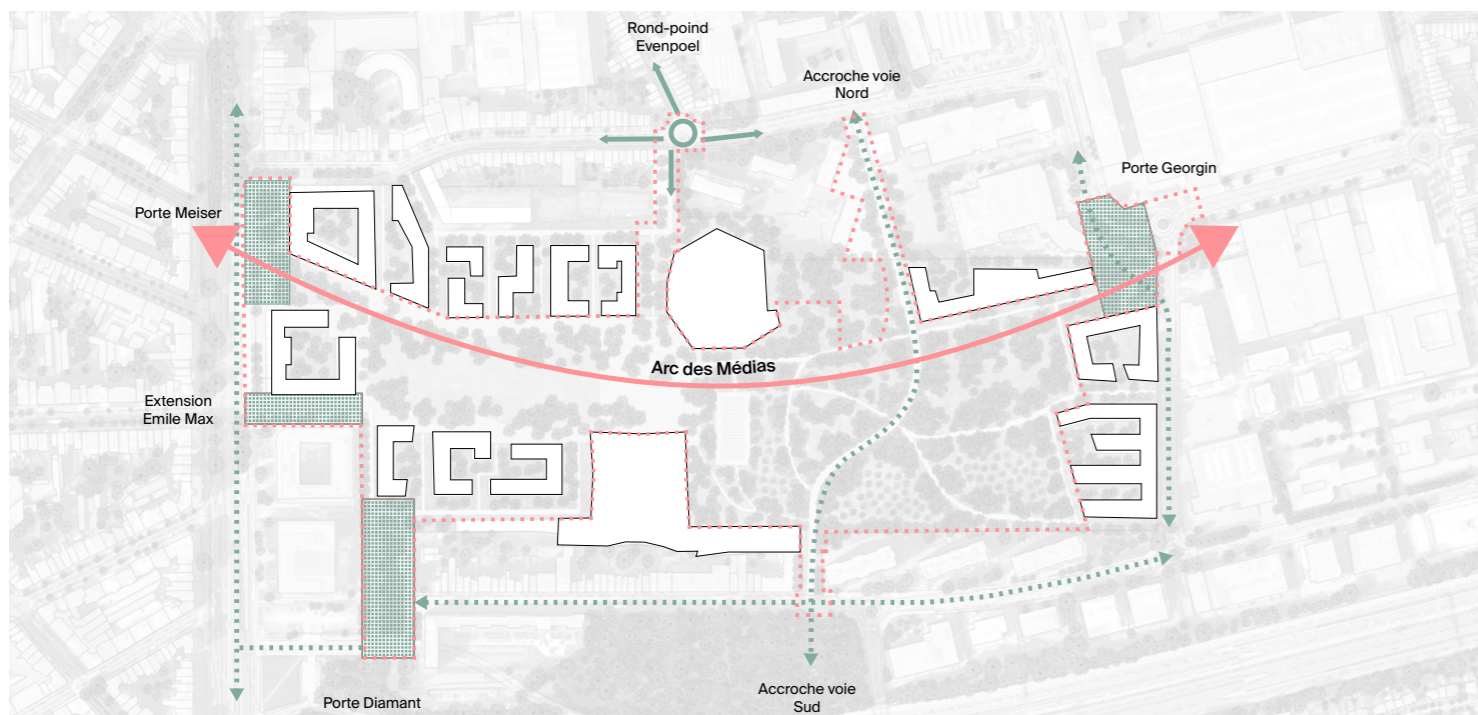 Rond-poind
Evenpoel
Accroche voie
Nord
Porte Georgin
Porte Meiser
Arc des Médias
Extension
Emile Max
Accroche voie
Sud
Porte Diamant